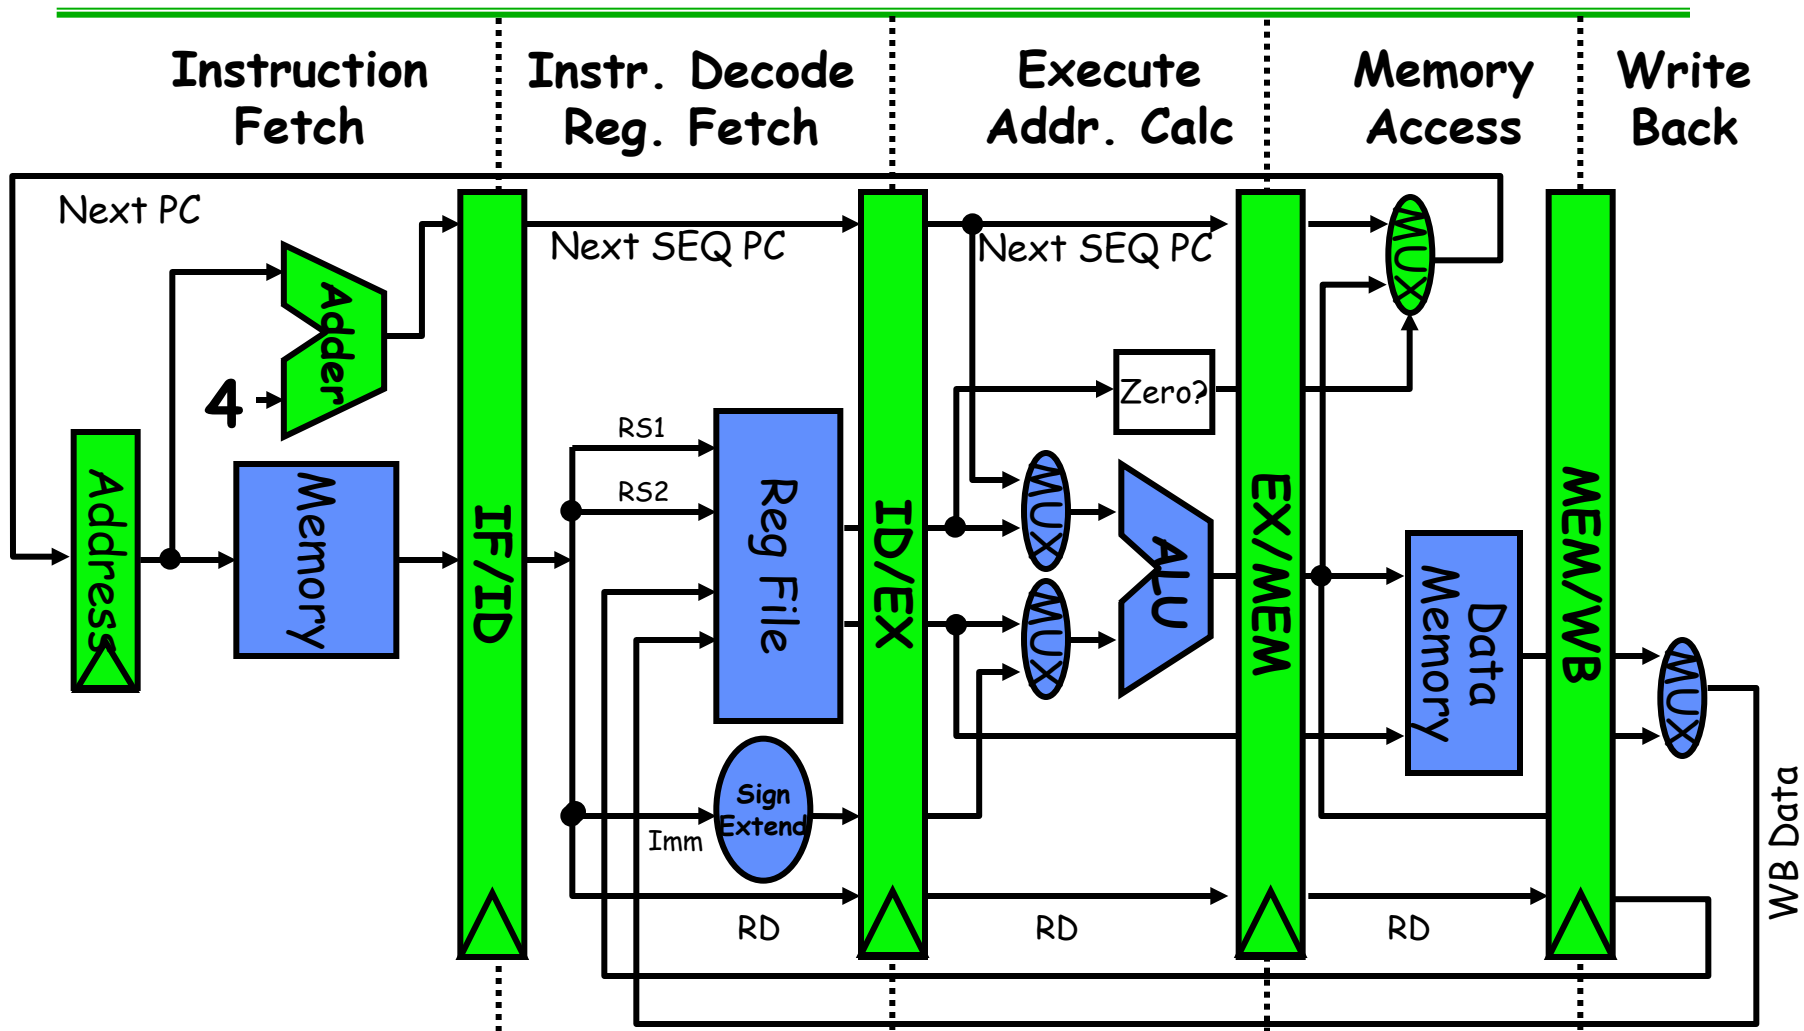 Instruction
Fetch
Instr. Decode
Reg. Fetch
Execute
Addr. Calc
Memory
Access
Write
Back
Next PC
Next SEQ PC
Next SEQ PC
MUX
Adder
4
Zero?
RS1
RS2
Address
Memory
IF/ID
Reg File
ID/EX
MUX
MUX
ALU
EX/MEM
Data
Memory
MEM/WB
MUX
Sign
Extend
Imm
WB Data
RD
RD
RD